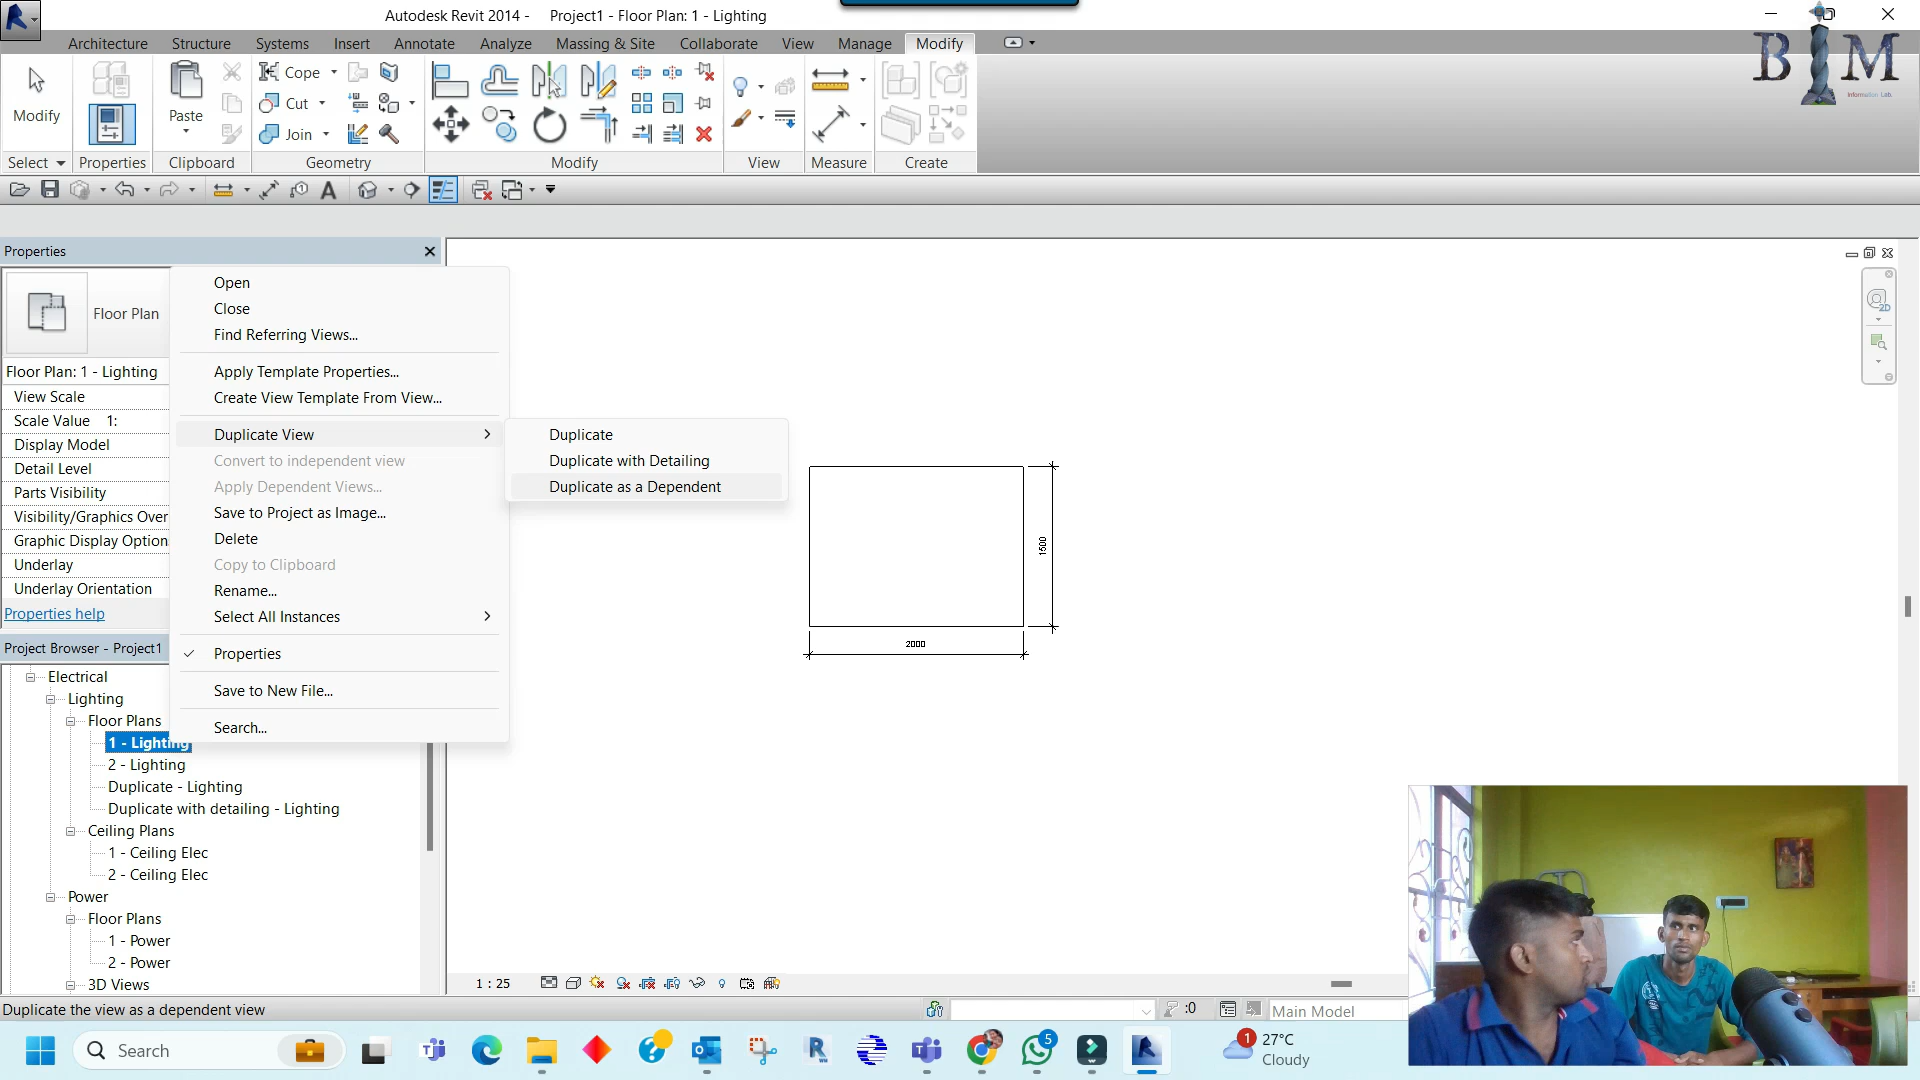 Autodesk Revit 2014 - Project1 - Floor Plan: 1 - Lighting
Architecture Structure Systems Insert Annotate Analyze Massing & Site Collaborate View Manage Modify
BIM
Information Lab.
Modify
Paste
Cope
Cut
Join
Select Properties Clipboard Geometry Modify View Measure Create
A
Properties
Floor Plan
Floor Plan: 1 - Lighting
View Scale
Scale Value 1:
Display Model
Detail Level
Parts Visibility
Visibility/Graphics Over
Graphic Display Option
Underlay
Underlay Orientation
Properties help
Open
Close
Find Referring Views...
Apply Template Properties...
Create View Template From View...
Duplicate View
Convert to independent view
Apply Dependent Views...
Save to Project as Image...
Delete
Copy to Clipboard
Rename...
Select All Instances
Properties
Save to New File...
Search...
Duplicate
Duplicate with Detailing
Duplicate as a Dependent
1500
2000
2D
Project Browser - Project1
Electrical
Lighting
Floor Plans
1 - Lighting
2 - Lighting
Duplicate - Lighting
Duplicate with detailing - Lighting
Ceiling Plans
1 - Ceiling Elec
2 - Ceiling Elec
Power
Floor Plans
1 - Power
2 - Power
3D Views
1 : 25
Duplicate the view as a dependent view
:0
Main Model
Search
5
1
27°C
Cloudy